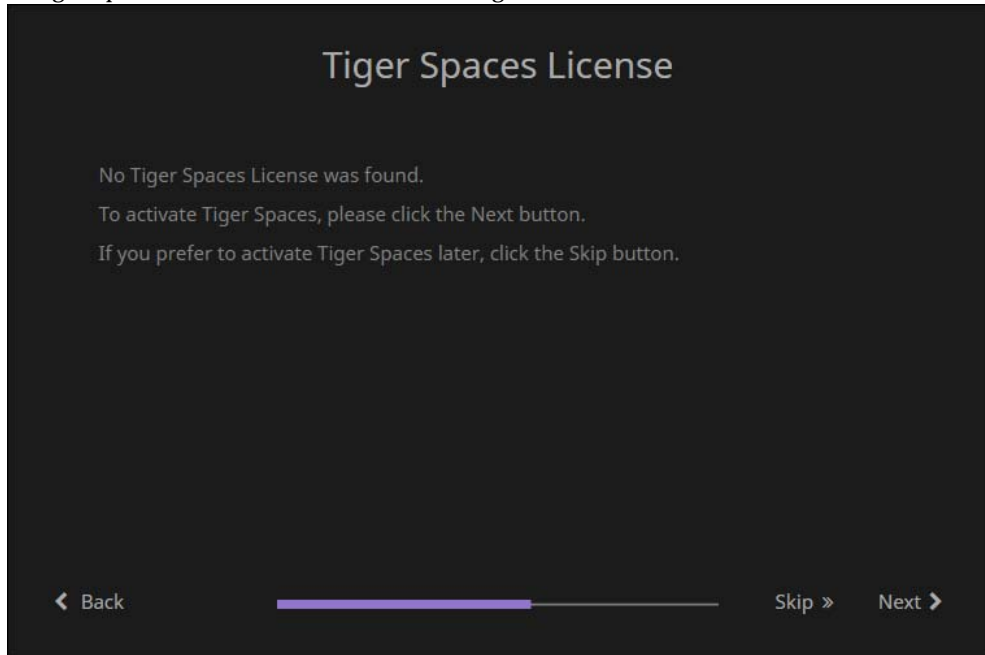 Tiger Spaces License
No Tiger Spaces License was found.
To activate Tiger Spaces, please click the Next button.
If you prefer to activate Tiger Spaces later, click the Skip button.
Back
Skip »
Next